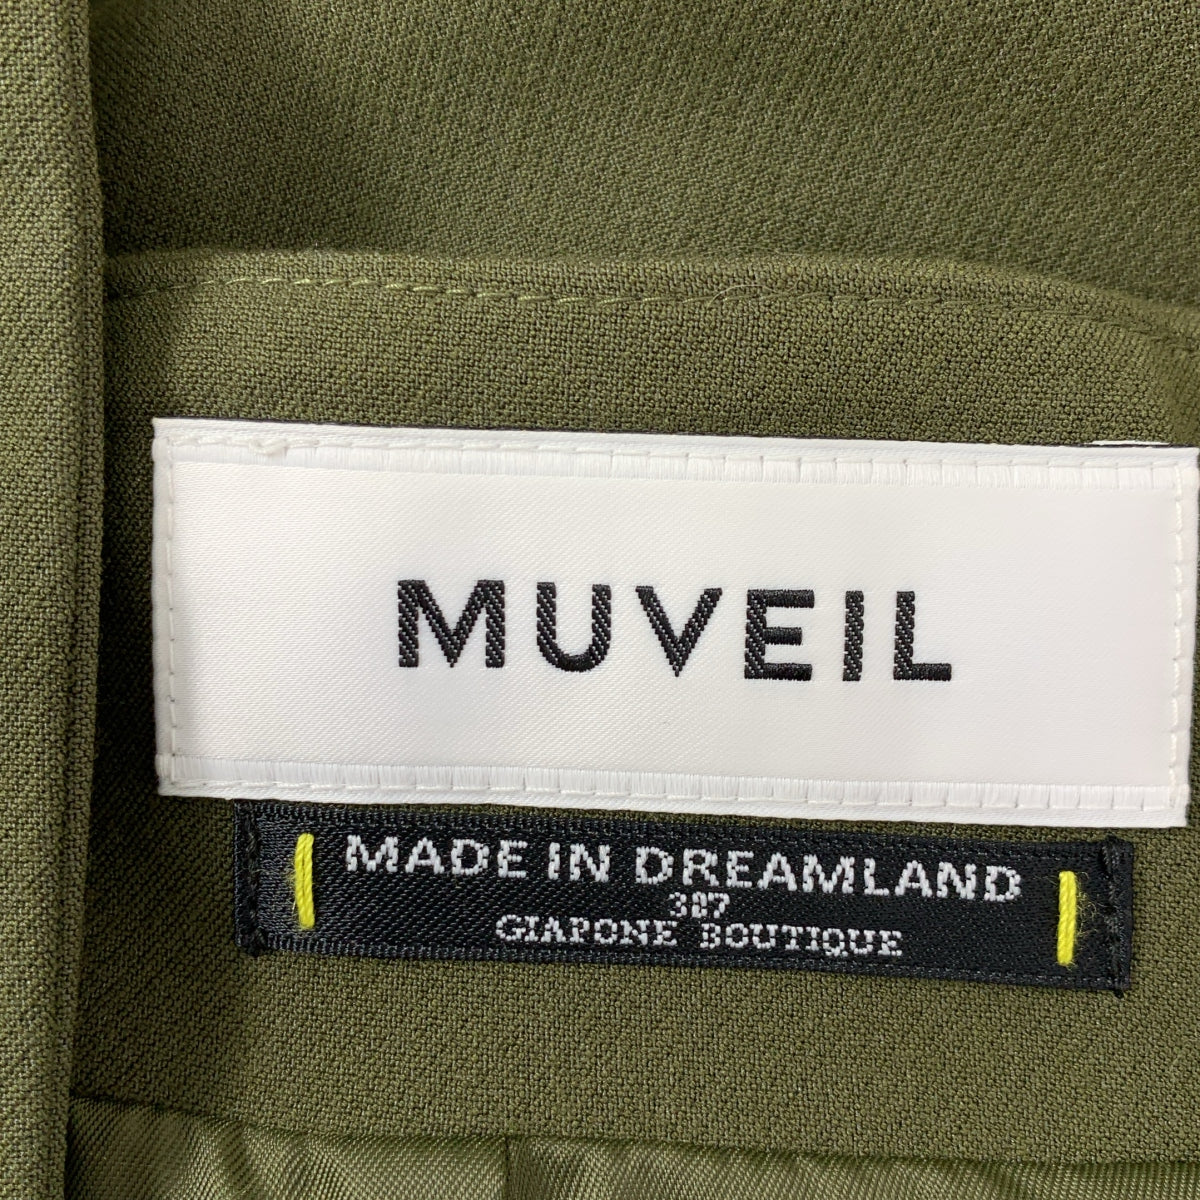 MUVEIL
MADE IN DREAMLAND
307
GIAPONE BOUTIQUE